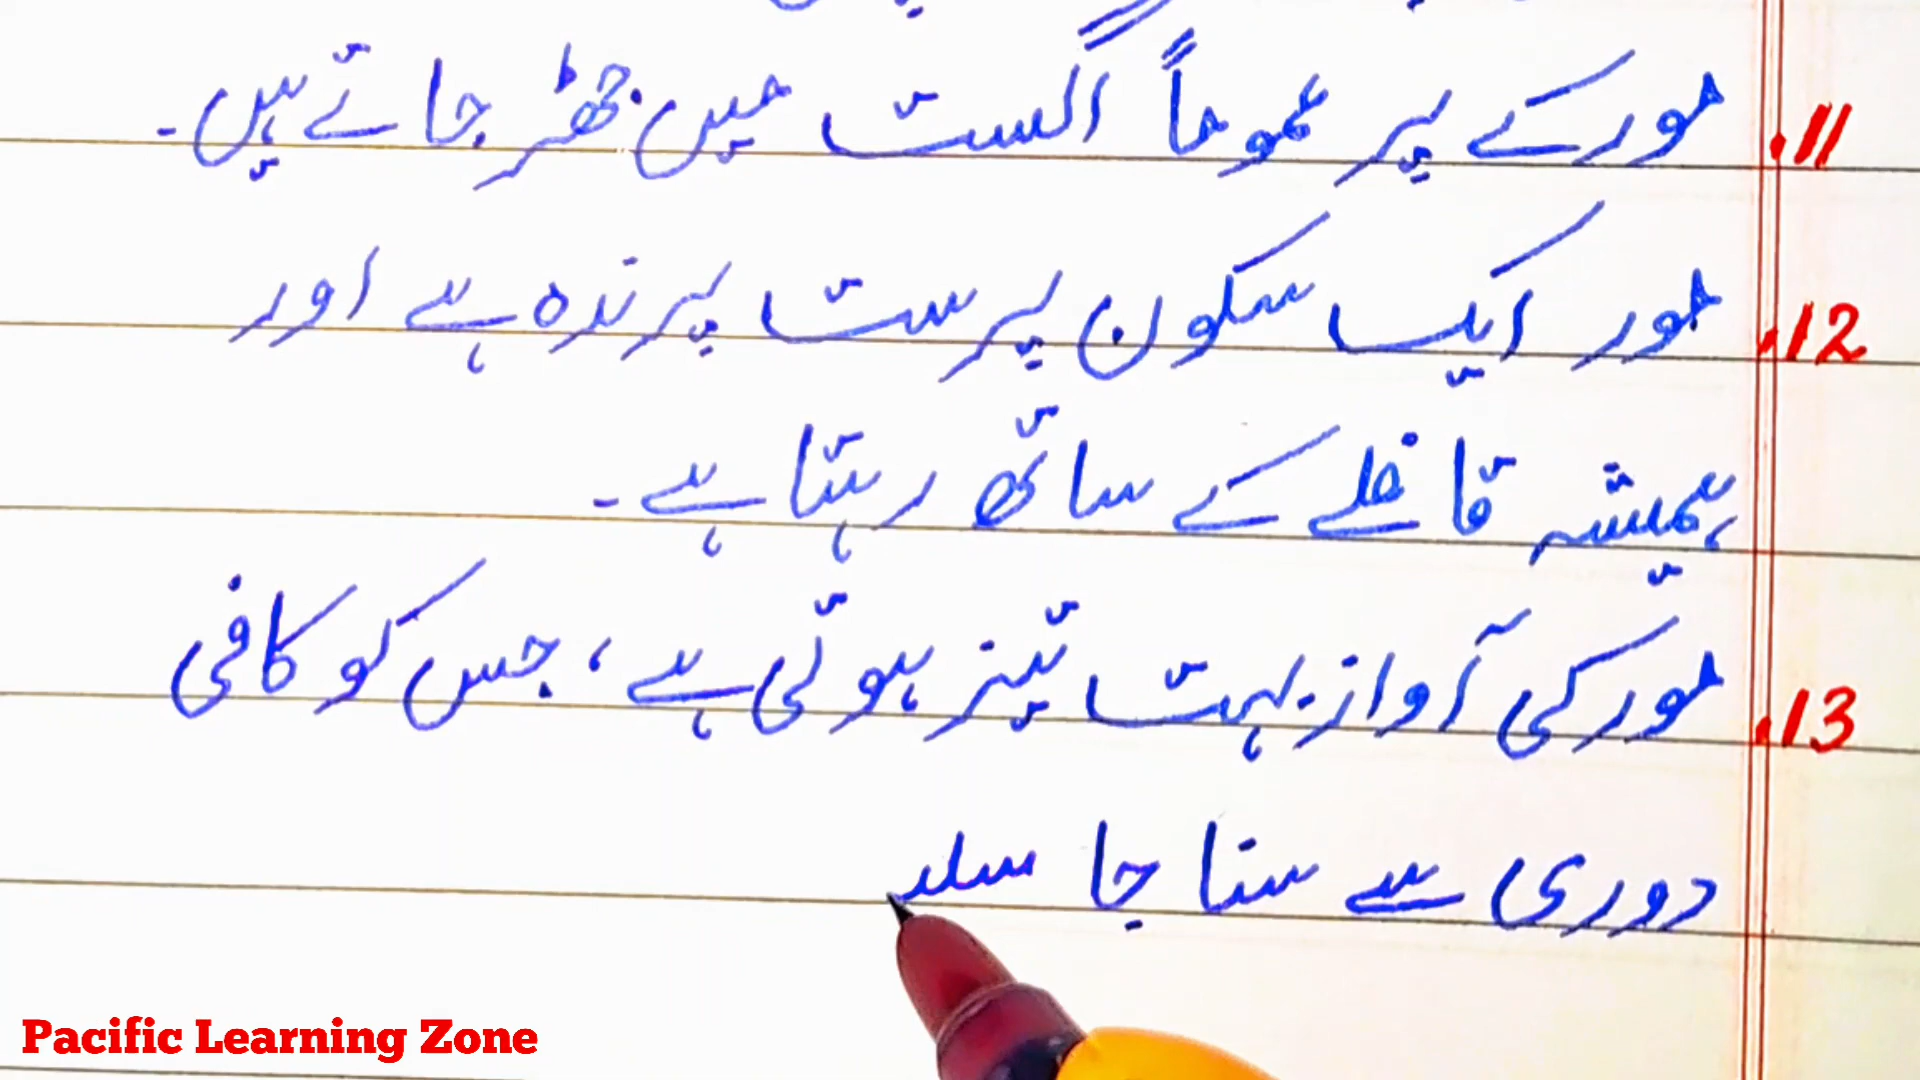 11. مور کے پر عموماً اگست میں جھڑ جاتے ہیں۔
12. مور ایک سکون پرست پرندہ ہے اور
ہمیشہ قافلے کے ساتھ رہتا ہے۔
13. مور کی آواز بہت تیز ہوتی ہے، جس کو کافی
دوری سے سنا جا
Pacific Learning Zone